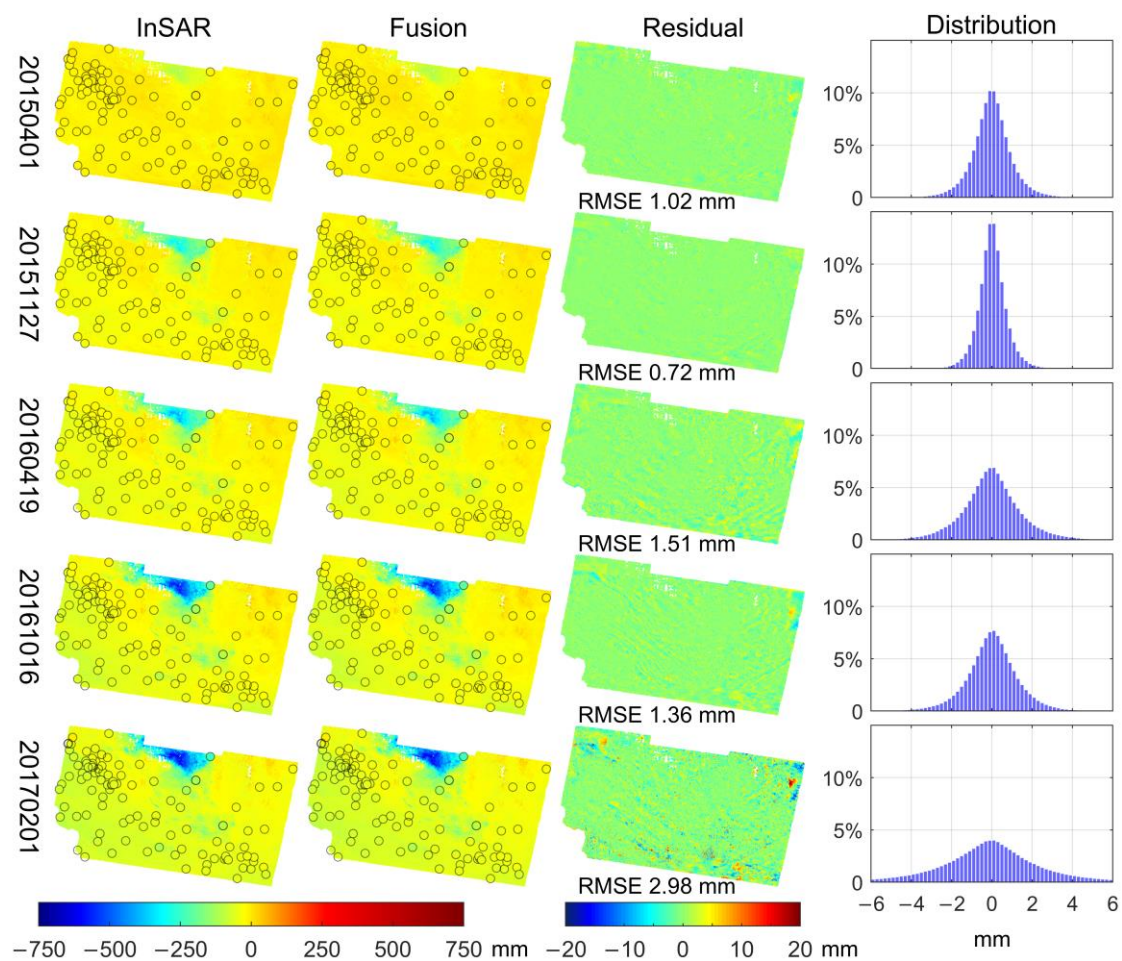 InSAR Fusion Residual Distribution
20150401
10%
5%
0
RMSE 1.02 mm
20151127
10%
5%
0
RMSE 0.72 mm
20160419
10%
5%
0
RMSE 1.51 mm
20161016
10%
5%
0
RMSE 1.36 mm
20170201
10%
5%
0
RMSE 2.98 mm
−6 −4 −2 0 2 4 6
mm
−750 −500 −250 0 250 500 750 mm
−20 −10 0 10 20 mm